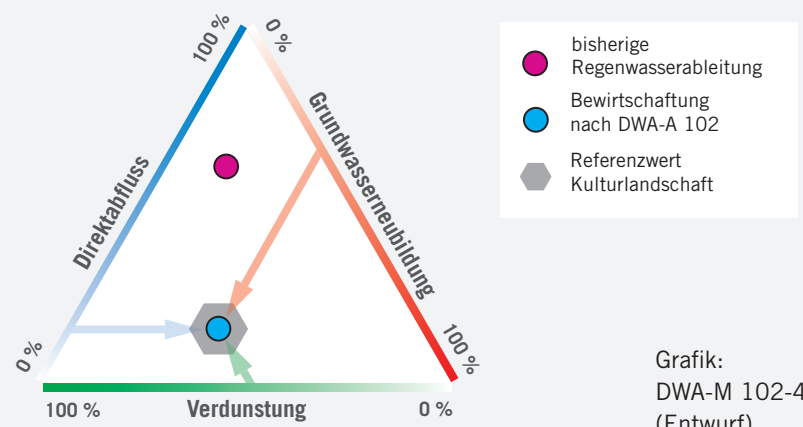 100 %
0 %
Direktabfluss
Grundwasserneubildung
0 %
100 %
100 %
Verdunstung
0 %
bisherige
Regenwasserableitung
Bewirtschaftung
nach DWA-A 102
Referenzwert
Kulturlandschaft
Grafik:
DWA-M 102-4
(Entwurf)